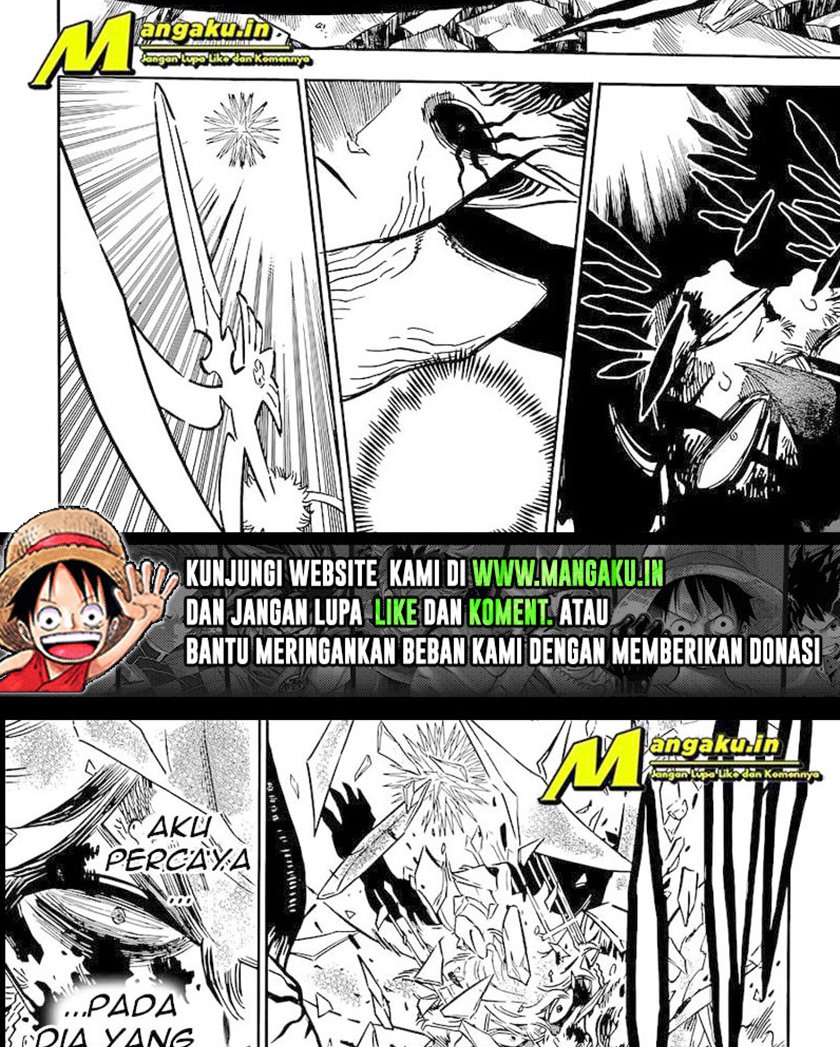 Mangaku.in
Jangan Lupa Like dan Komennya
KUNJUNGI WEBSITE KAMI DI WWW.MANGAKU.IN
DAN JANGAN LUPA LIKE DAN KOMENT. ATAU
BANTU MERINGANKAN BEBAN KAMI DENGAN MEMBERIKAN DONASI
Mangaku.in
Jangan Lupa Like dan Komennya
AKU
PERCAYA
...
...PADA
DIA YANG